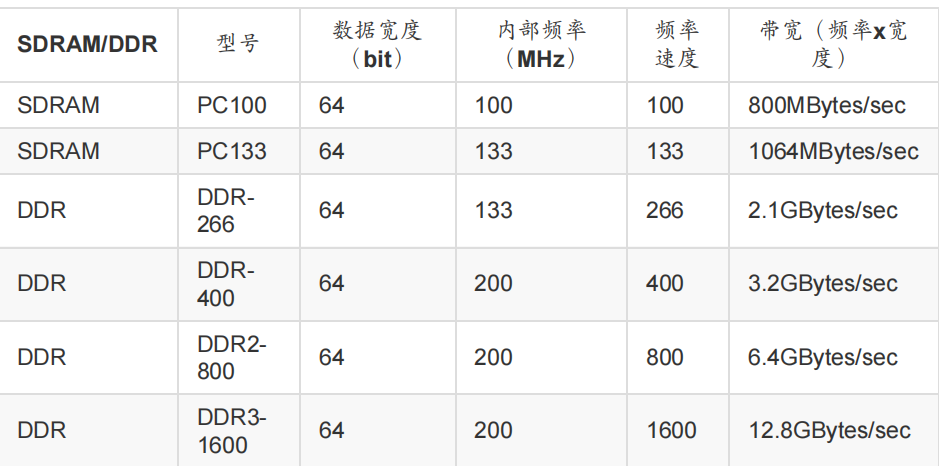 SDRAM/DDR 型号 数据宽度（bit） 内部频率（MHz） 频率速度 带宽（频率x宽度）
SDRAM PC100 64 100 100 800MBytes/sec
SDRAM PC133 64 133 133 1064MBytes/sec
DDR DDR-266 64 133 266 2.1GBytes/sec
DDR DDR-400 64 200 400 3.2GBytes/sec
DDR DDR2-800 64 200 800 6.4GBytes/sec
DDR DDR3-1600 64 200 1600 12.8GBytes/sec